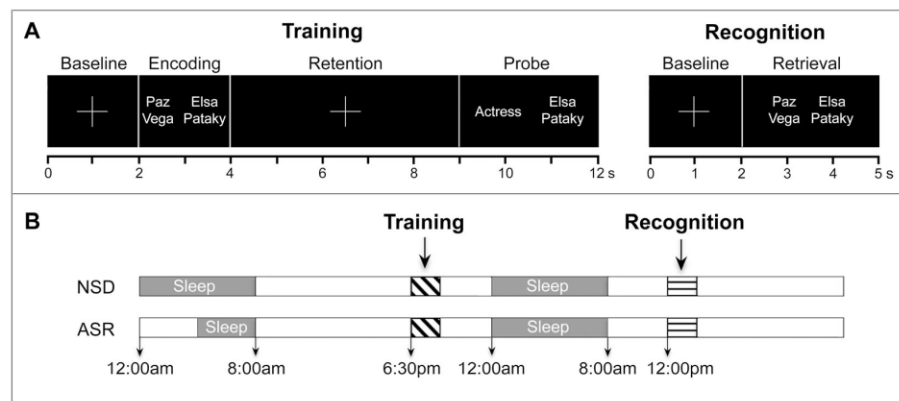 A
Training
Recognition
Baseline Encoding Retention Probe
Baseline Retrieval
Paz Vega
Elsa Pataky
Actress
Elsa Pataky
Paz Vega
Elsa Pataky
0 2 4 6 8 10 12 s
0 1 2 3 4 5 s
B
Training
Recognition
NSD Sleep Sleep
ASR Sleep Sleep
12:00am 8:00am 6:30pm 12:00am 8:00am 12:00pm